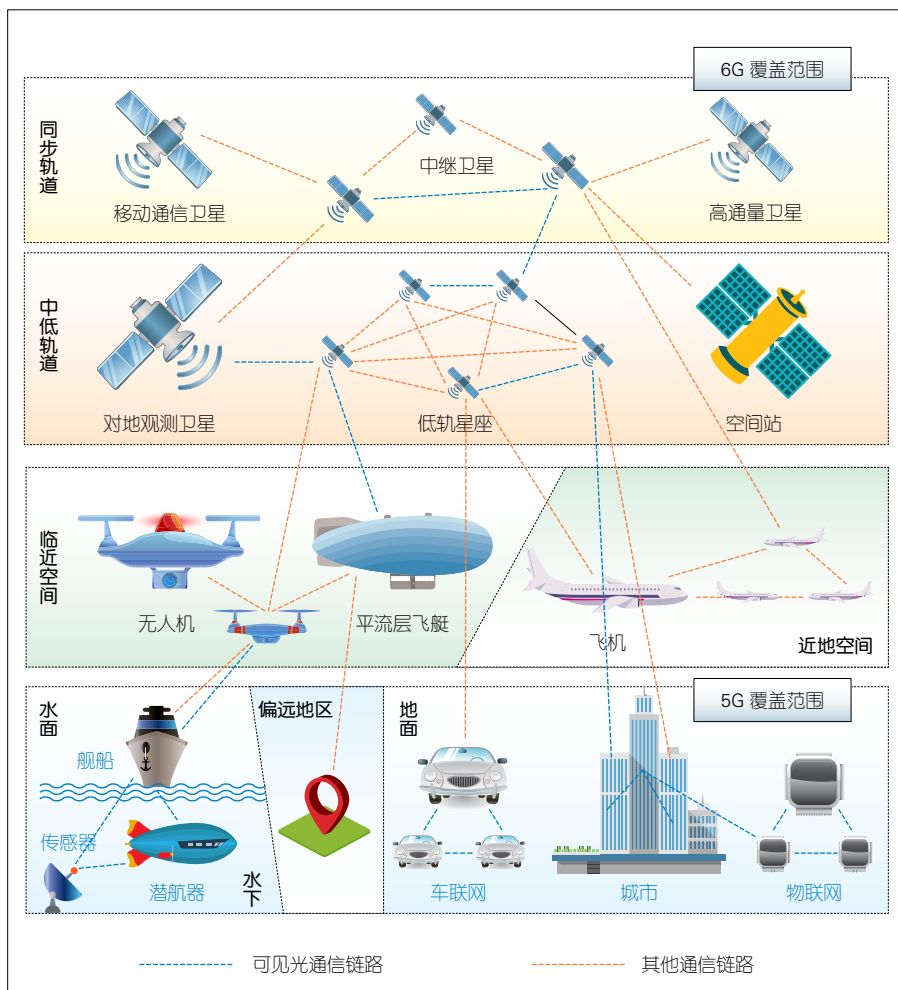 6G 覆盖范围
同步轨道
中继卫星
移动通信卫星
高通量卫星
中低轨道
对地观测卫星
低轨星座
空间站
临近空间
无人机
平流层飞艇
飞机
近地空间
5G 覆盖范围
水面
偏远地区
地面
舰船
传感器
潜航器
水下
车联网
城市
物联网
可见光通信链路
其他通信链路